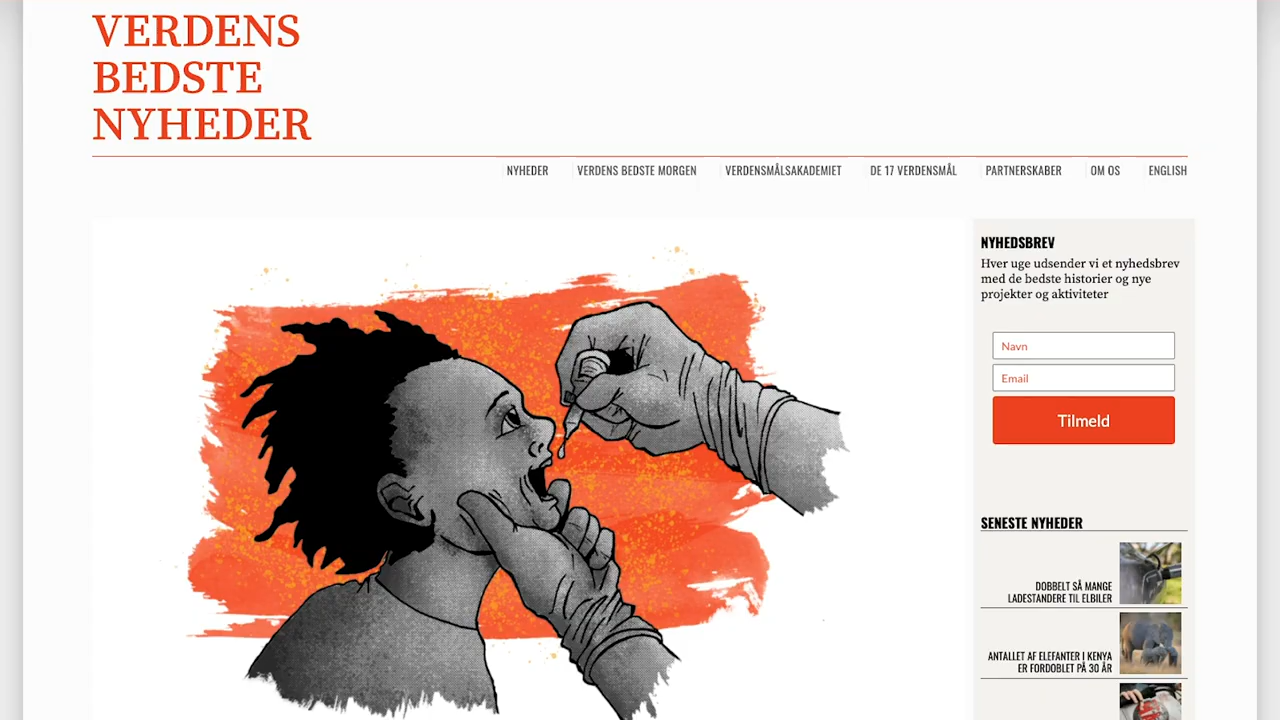 VERDENS
BEDSTE
NYHEDER
NYHEDER VERDENS BEDSTE MORGEN VERDENSMÅLSAKADEMIET DE 17 VERDENSMÅL PARTNERSKABER OM OS ENGLISH
NYHEDSBREV
Hver uge udsender vi et nyhedsbrev
med de bedste historier og nye
projekter og aktiviteter
Navn
Email
Tilmeld
SENESTE NYHEDER
DOBBELT SÅ MANGE
LADESTANDERE TIL ELBILER
ANTALLET AF ELEFANTER I KENYA
ER FORDOBLET PÅ 30 ÅR